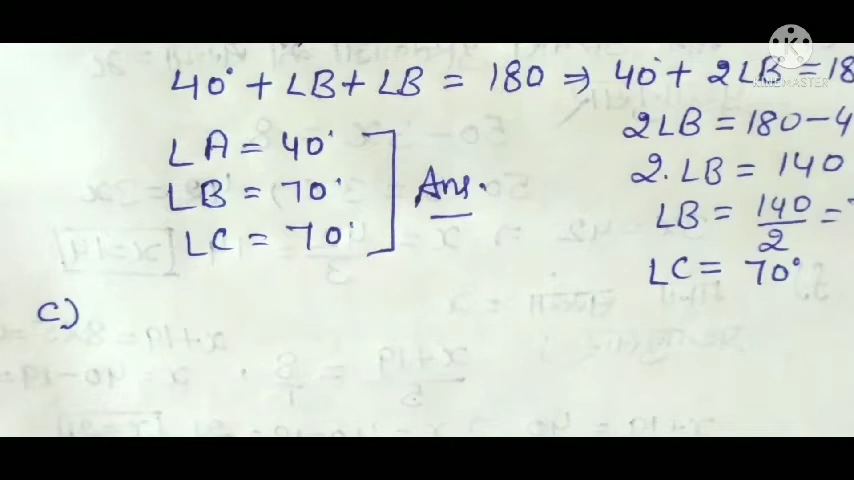 40° + ∠B + ∠B = 180 ⇒ 40° + 2∠B = 18
2∠B = 180 - 4
∠A = 40°
∠B = 70°
∠C = 70°
Ans.
2.∠B = 140
∠B = 140/2 =
∠C = 70°
C)
KINEMASTER